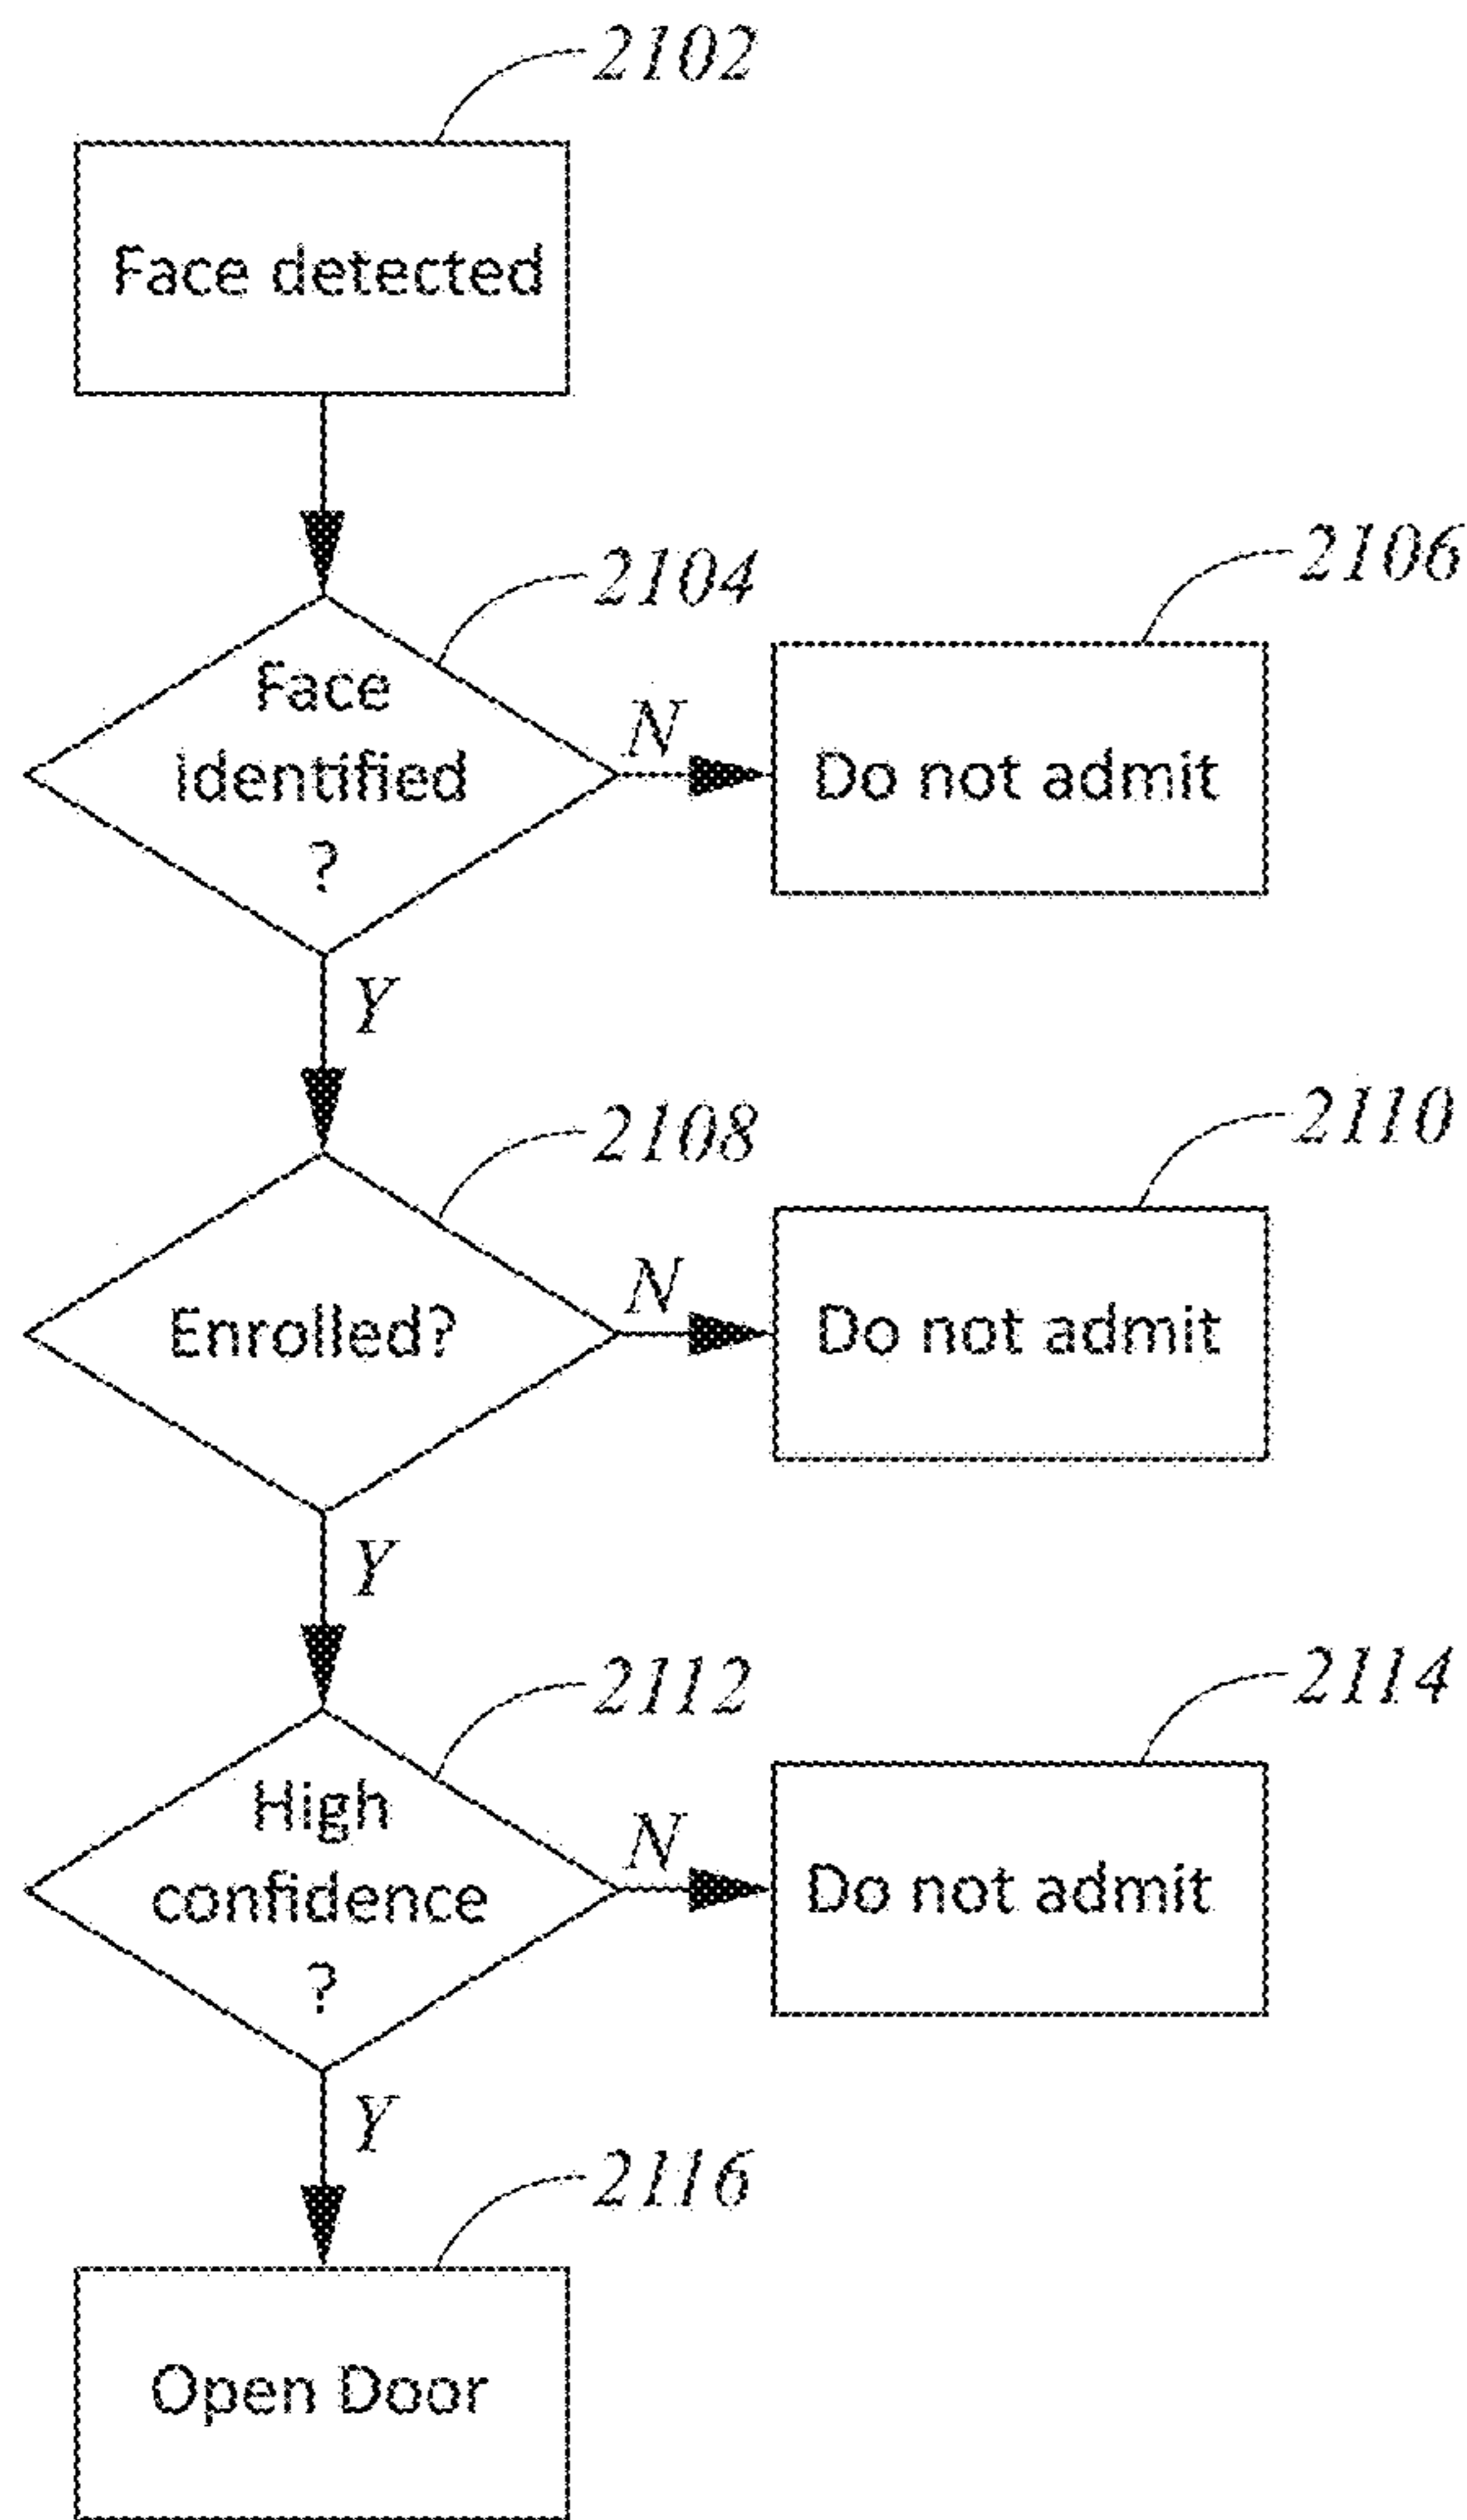 2102
Face detected
2104
2106
Face
Identified
?
N
Do not admit
Y
2108
2110
Enrolled?
N
Do not admit
Y
2112
2114
High
confidence
?
N
Do not admit
Y
2116
Open Door